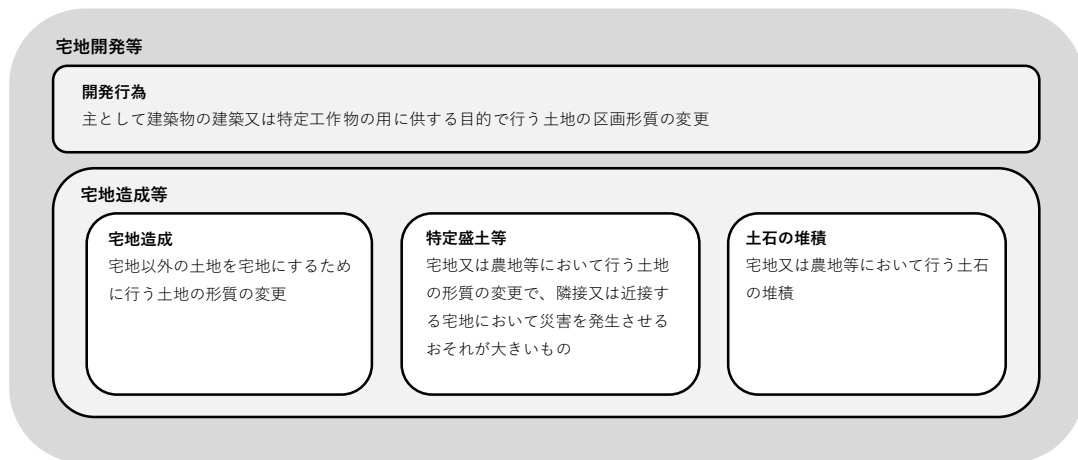 宅地開発等
開発行為
主として建築物の建築又は特定工作物の用に供する目的で行う土地の区画形質の変更
宅地造成等
宅地造成
宅地以外の土地を宅地にするため
に行う土地の形質の変更
特定盛土等
宅地又は農地等において行う土地
の形質の変更で、隣接又は近接す
る宅地において災害を発生させる
おそれが大きいもの
土石の堆積
宅地又は農地等において行う土石
の堆積